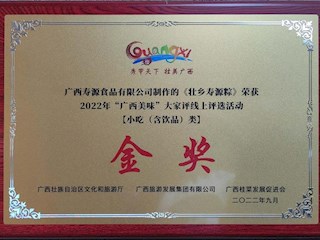 Guangxi
秀甲天下 壮美广西
广西寿源食品有限公司制作的《壮乡寿源粽》荣获
2022年“广西美味”大家评线上评选活动
【小吃（含饮品）类】
金奖
广西壮族自治区文化和旅游厅 广西旅游发展集团有限公司 广西桂菜发展促进会
二〇二二年九月